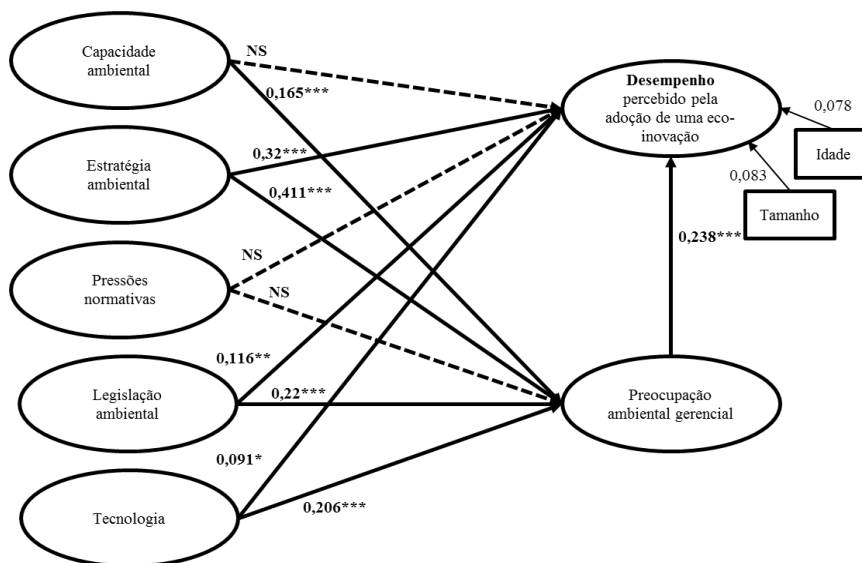 Capacidade
ambiental
NS
0,165***
Desempenho
percebido pela
adoção de uma eco-
inovação
0,078
Idade
0,083
Tamanho
Estratégia
ambiental
0,32***
0,411***
Pressões
normativas
NS
NS
0,238***
Legislação
ambiental
0,116**
0,22***
Preocupação
ambiental gerencial
0,091*
Tecnologia
0,206***